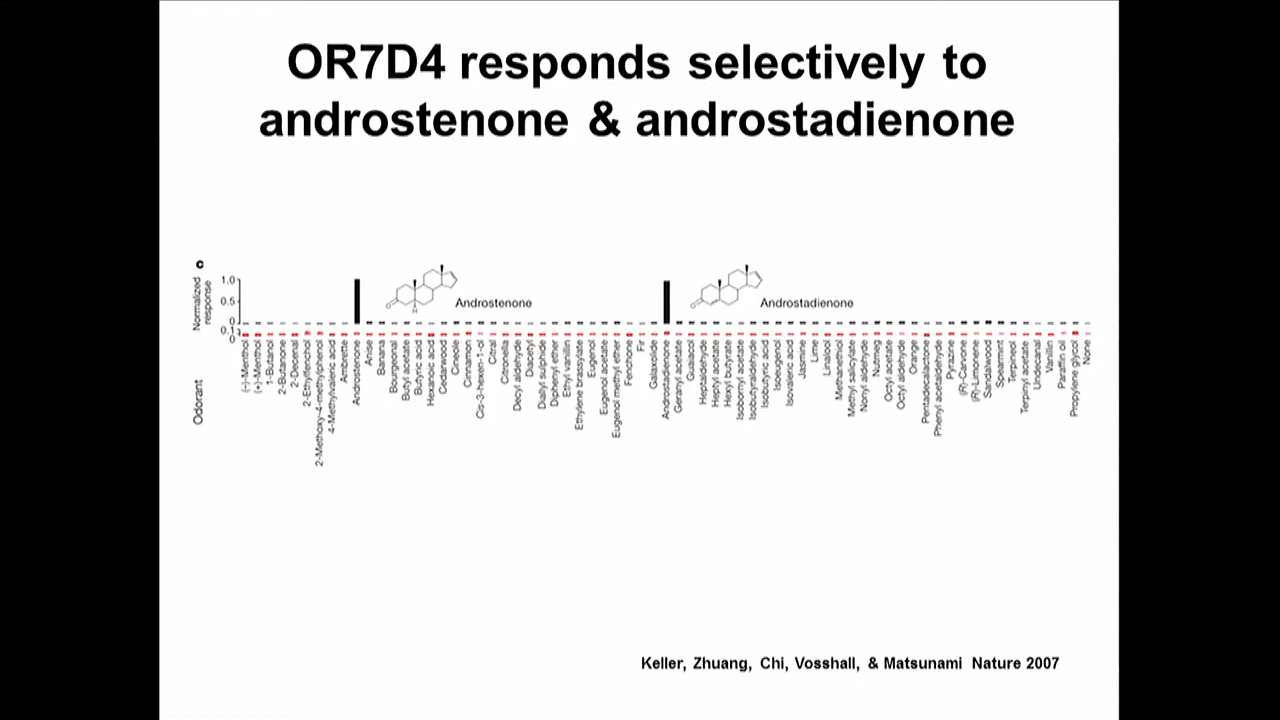 OR7D4 responds selectively to
androstenone & androstadienone
c
Normalized
response
1.0
0.5
0
0.1
0
Androstenone
Androstadienone
Odorant
(-)-Menthol
(+)-Menthol
1-Butanol
2-Butanone
2-Decenal
2-Ethylfenchol
2-Methoxy-4-methylphenol
4-Methylvaleric acid
Ambrette
Androstenone
Anise
Banana
Bourgeonal
Butyl acetate
Butyric acid
Hexanoic acid
Cedarwood
Cineole
Cinnamon
Cis-3-hexen-1-ol
Citral
Citronella
Decyl aldehyde
Diacetyl
Diallyl sulphide
Diphenyl ether
Ethyl vanillin
Ethylene brassylate
Eugenol
Eugenol acetate
Eugenol methyl ether
Fenchone
Fir
Galaxolide
Androstadienone
Geranyl acetate
Guaiacol
Heptaldehyde
Heptyl acetate
Hexyl butyrate
Isobornyl acetate
Isobutyraldehyde
Isobutyric acid
Isoeugenol
Isovaleric acid
Jasmine
Lime
Linalool
Methanethiol
Methyl salicylate
Nonyl aldehyde
Nutmeg
Octyl acetate
Octyl aldehyde
Orange
Pentadecalactone
Phenyl acetaldehyde
Pyrazine
(R)-Carvone
(R)-Limonene
Sandalwood
Spearmint
Terpineol
Terpinyl acetate
Undecanal
Vanillin
Paraffin oil
Propylene glycol
None
H
O
O
Keller, Zhuang, Chi, Vosshall, & Matsunami Nature 2007